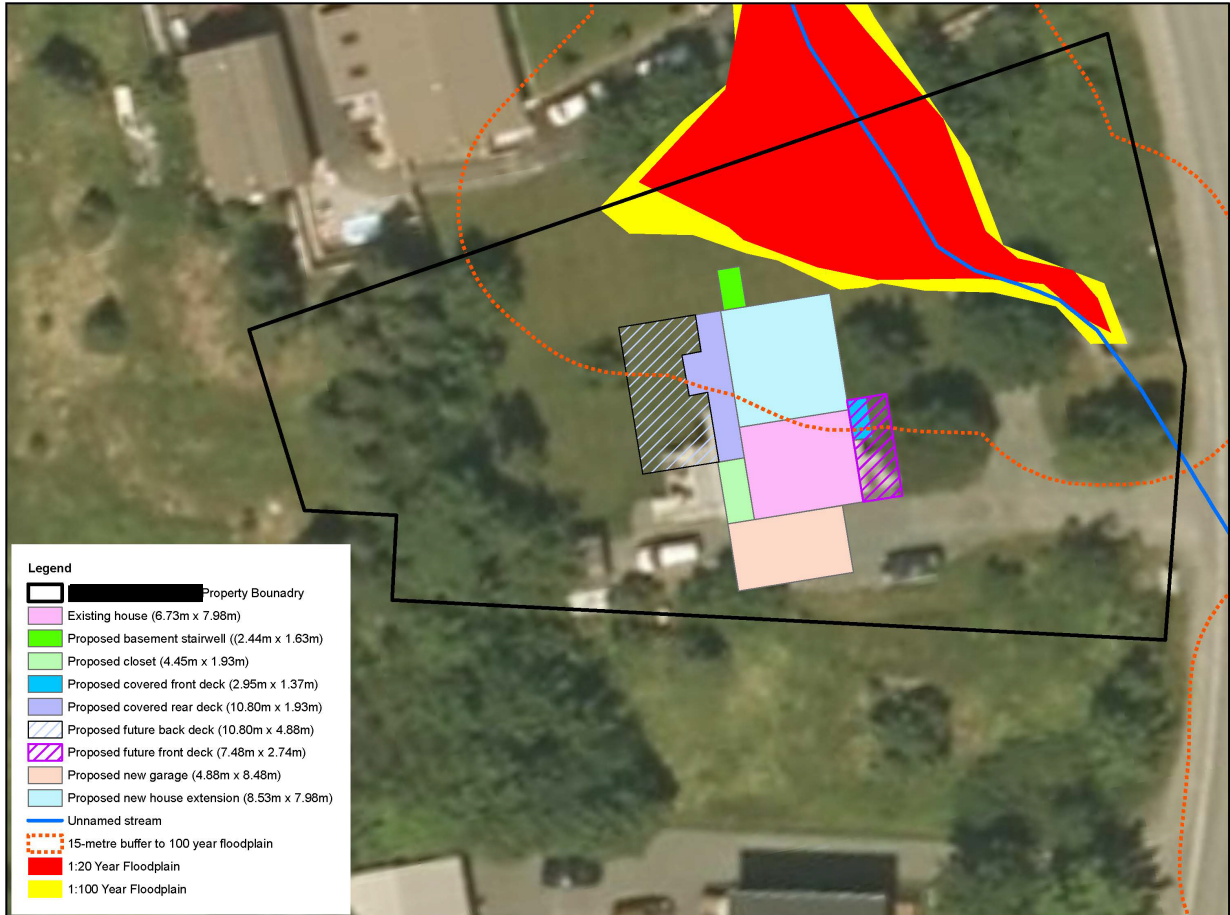 Legend
Property Bounadry
Existing house (6.73m x 7.98m)
Proposed basement stairwell ((2.44m x 1.63m)
Proposed closet (4.45m x 1.93m)
Proposed covered front deck (2.95m x 1.37m)
Proposed covered rear deck (10.80m x 1.93m)
Proposed future back deck (10.80m x 4.88m)
Proposed future front deck (7.48m x 2.74m)
Proposed new garage (4.88m x 8.48m)
Proposed new house extension (8.53m x 7.98m)
Unnamed stream
15-metre buffer to 100 year floodplain
1:20 Year Floodplain
1:100 Year Floodplain